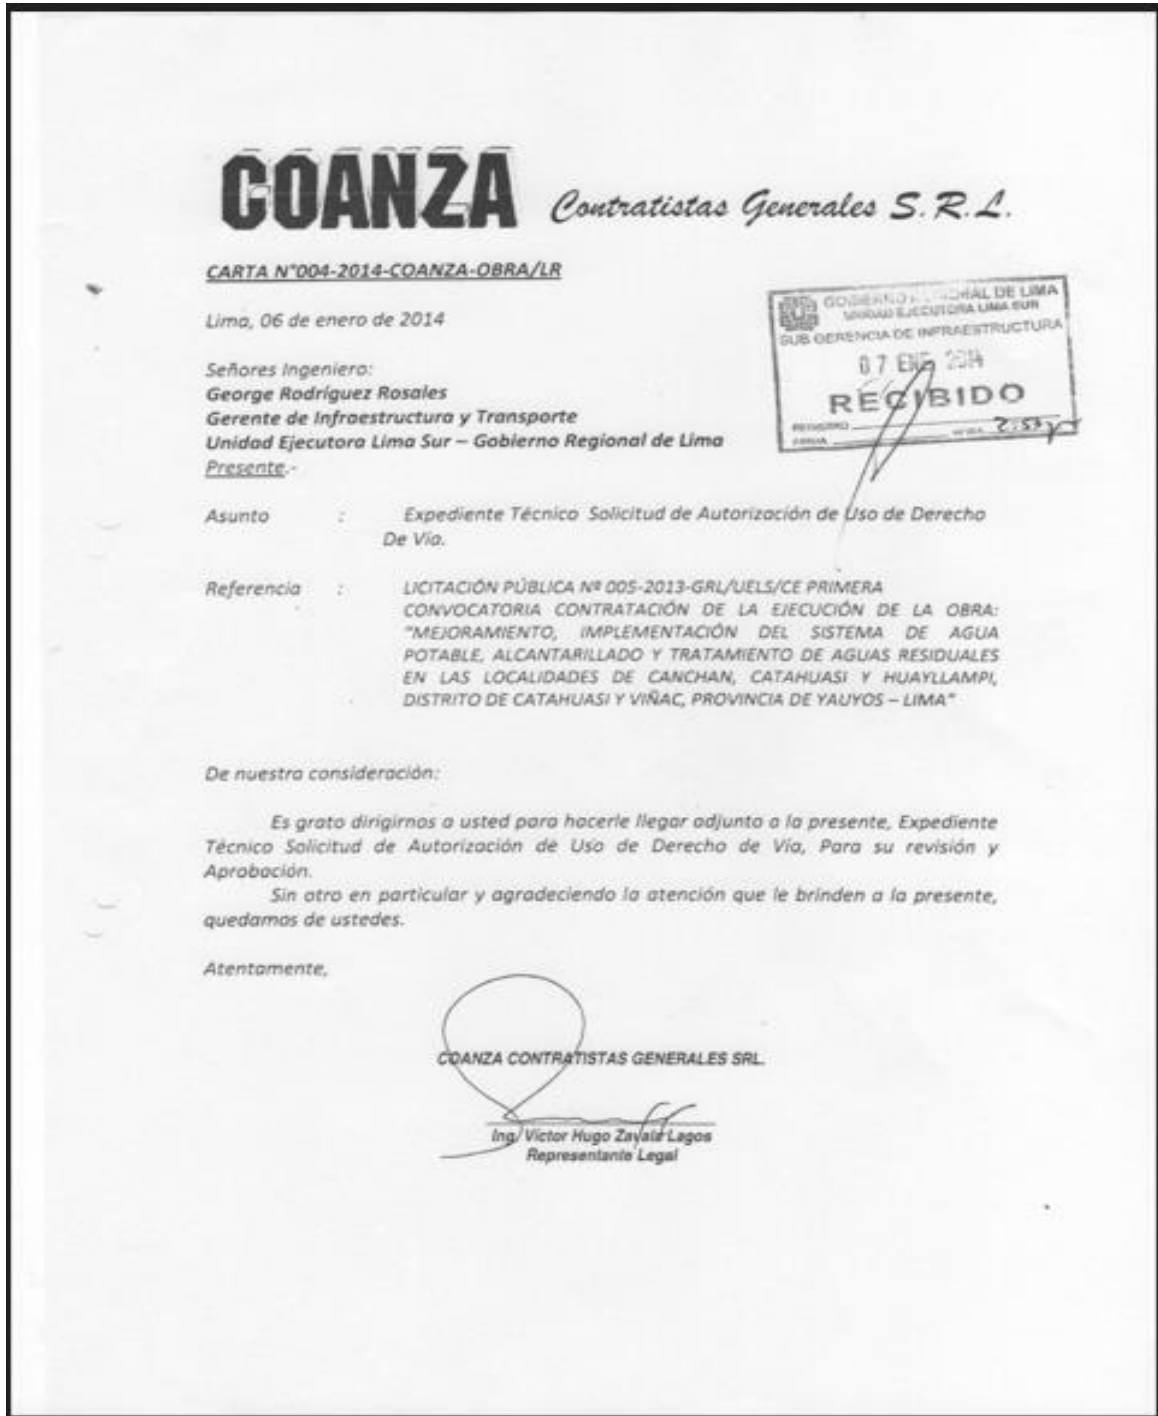 COANZA Contratistas Generales S.R.L.
CARTA N°004-2014-COANZA-OBRA/LR
Lima, 06 de enero de 2014
GOBIERNO REGIONAL DE LIMA
UNIDAD EJECUTORA LIMA SUR
SUB GERENCIA DE INFRAESTRUCTURA
07 ENE 2014
RECIBIDO
REGISTRO
FIRMA HORA
Señores Ingeniero:
George Rodríguez Rosales
Gerente de Infraestructura y Transporte
Unidad Ejecutora Lima Sur – Gobierno Regional de Lima
Presente.-
Asunto : Expediente Técnico Solicitud de Autorización de Uso de Derecho
De Vía.
Referencia : LICITACIÓN PÚBLICA Nº 005-2013-GRL/UELS/CE PRIMERA
CONVOCATORIA CONTRATACIÓN DE LA EJECUCIÓN DE LA OBRA:
"MEJORAMIENTO, IMPLEMENTACIÓN DEL SISTEMA DE AGUA
POTABLE, ALCANTARILLADO Y TRATAMIENTO DE AGUAS RESIDUALES
EN LAS LOCALIDADES DE CANCHAN, CATAHUASI Y HUAYLLAMPI,
DISTRITO DE CATAHUASI Y VIÑAC, PROVINCIA DE YAUYOS – LIMA"
De nuestra consideración:
Es grato dirigirnos a usted para hacerle llegar adjunto a la presente, Expediente
Técnico Solicitud de Autorización de Uso de Derecho de Vía, Para su revisión y
Aprobación.
Sin otro en particular y agradeciendo la atención que le brinden a la presente,
quedamos de ustedes.
Atentamente,
COANZA CONTRATISTAS GENERALES SRL.
Ing. Victor Hugo Zavala Lagos
Representante Legal